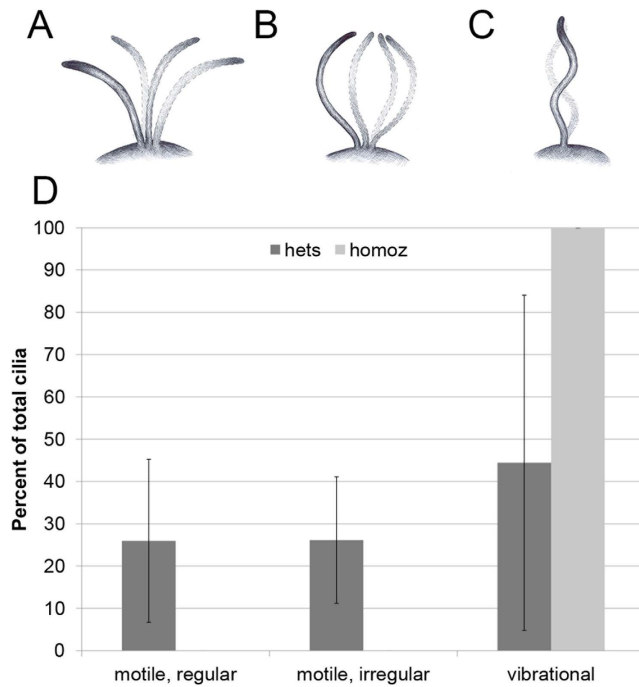 A B C
D
Percent of total cilia
100
90
80
70
60
50
40
30
20
10
0
hets homoz
motile, regular motile, irregular vibrational